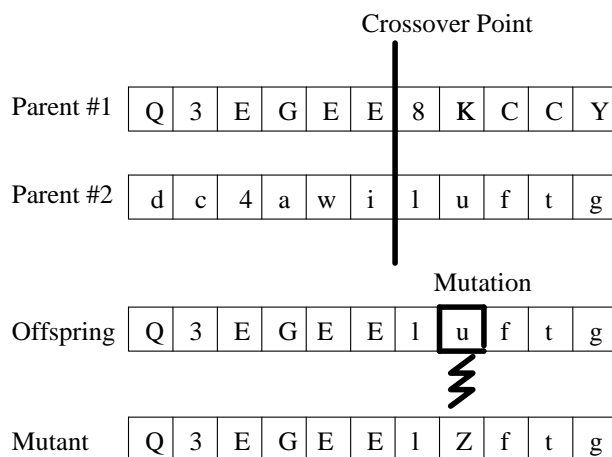 Crossover Point
Parent #1 Q 3 E G E E 8 K C C Y
Parent #2 d c 4 a w i l u f t g
Mutation
Offspring Q 3 E G E E l u f t g
Mutant Q 3 E G E E l Z f t g